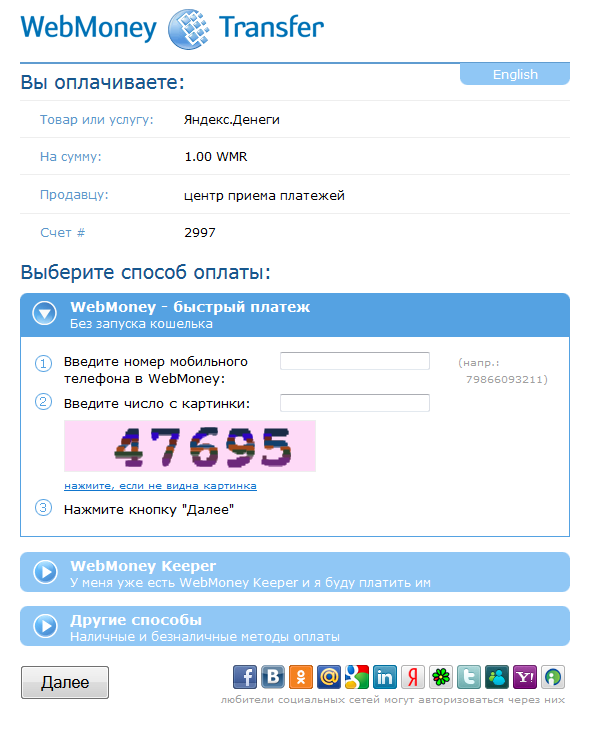 WebMoney Transfer
English
Вы оплачиваете:
Товар или услугу: Яндекс.Денеги
На сумму: 1.00 WMR
Продавцу: центр приема платежей
Счет # 2997
Выберите способ оплаты:
WebMoney - быстрый платеж
Без запуска кошелька
1 Введите номер мобильного (напр.:
телефона в WebMoney: 79866093211)
2 Введите число с картинки:
47695
нажмите, если не видна картинка
3 Нажмите кнопку "Далее"
WebMoney Keeper
У меня уже есть WebMoney Keeper и я буду платить им
Другие способы
Наличные и безналичные методы оплаты
Далее
любители социальных сетей могут авторизоваться через них